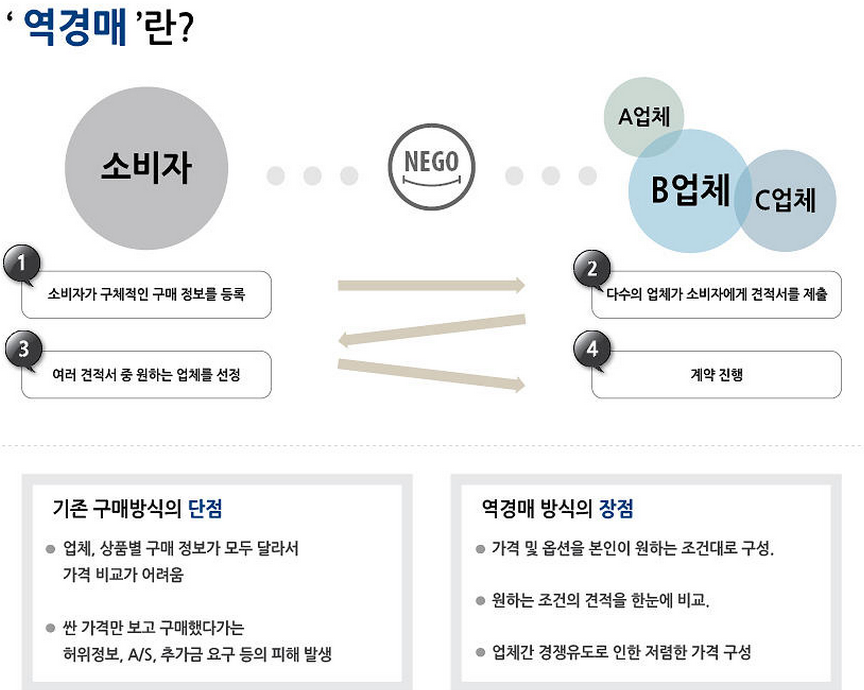 ‘역경매’란?
소비자
NEGO
A업체
B업체
C업체
1
소비자가 구체적인 구매 정보를 등록
2
다수의 업체가 소비자에게 견적서를 제출
3
여러 견적서 중 원하는 업체를 선정
4
계약 진행
기존 구매방식의 단점
업체, 상품별 구매 정보가 모두 달라서
가격 비교가 어려움
싼 가격만 보고 구매했다가는
허위정보, A/S, 추가금 요구 등의 피해 발생
역경매 방식의 장점
가격 및 옵션을 본인이 원하는 조건대로 구성.
원하는 조건의 견적을 한눈에 비교.
업체간 경쟁유도로 인한 저렴한 가격 구성